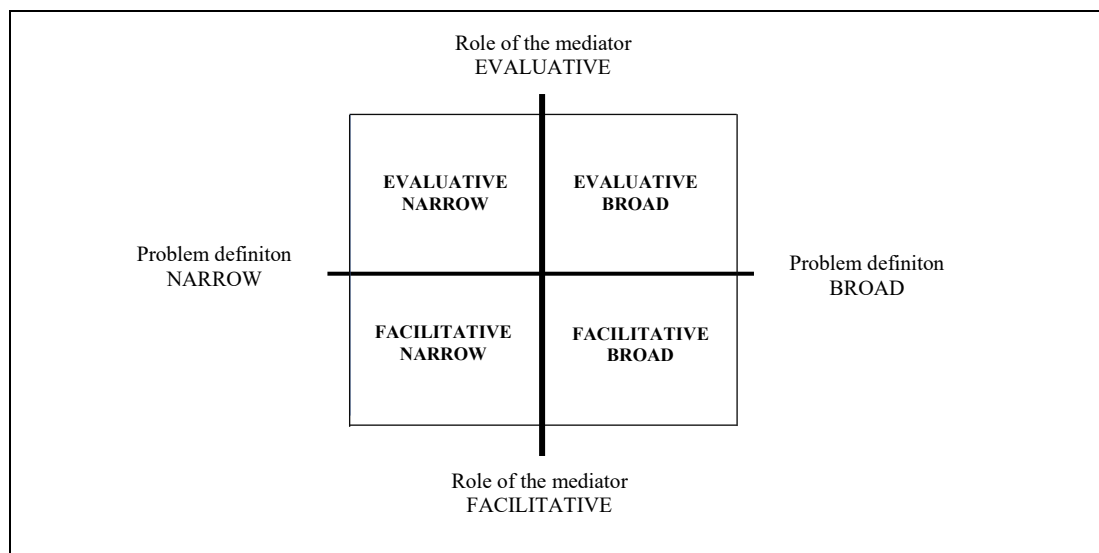 Role of the mediator
EVALUATIVE
EVALUATIVE
NARROW
EVALUATIVE
BROAD
Problem definiton
NARROW
Problem definiton
BROAD
FACILITATIVE
NARROW
FACILITATIVE
BROAD
Role of the mediator
FACILITATIVE